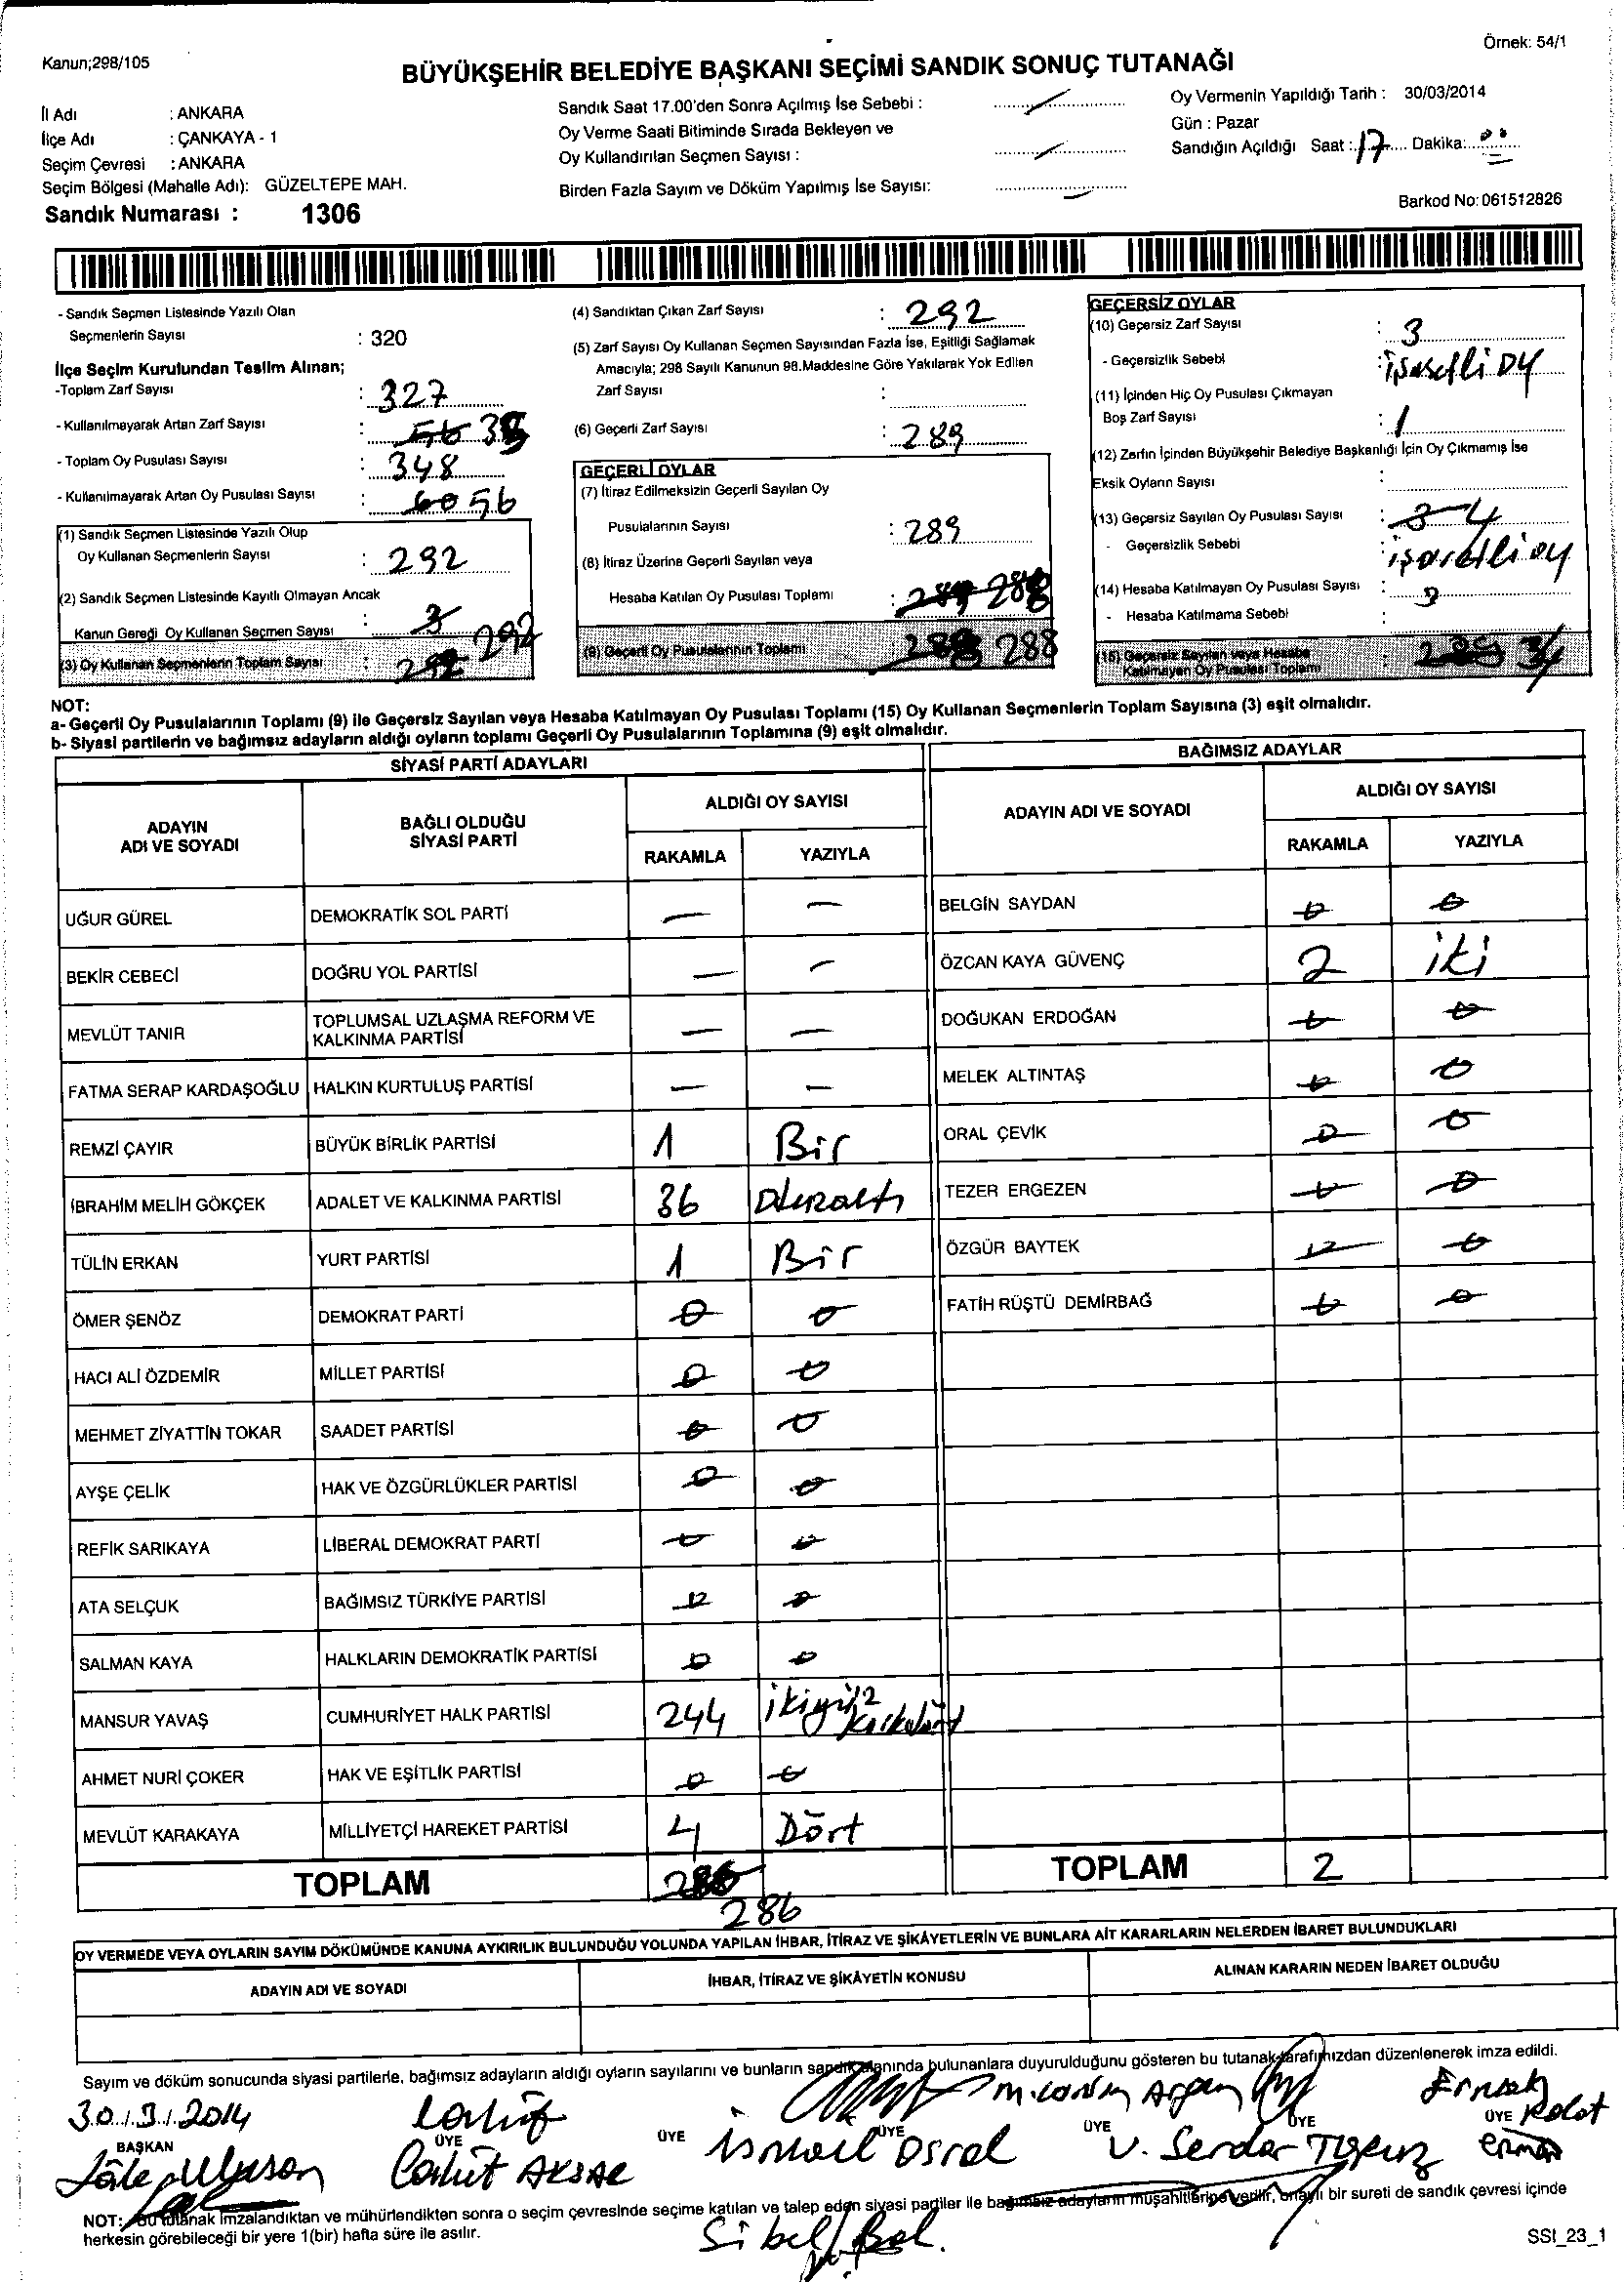 Kanun;298/105
Örnek: 54/1
BÜYÜKŞEHİR BELEDİYE BAŞKANI SEÇİMİ SANDIK SONUÇ TUTANAĞI
İl Adı : ANKARA
İlçe Adı : ÇANKAYA - 1
Seçim Çevresi : ANKARA
Seçim Bölgesi (Mahalle Adı): GÜZELTEPE MAH.
Sandık Numarası : 1306
Sandık Saat 17.00'den Sonra Açılmış İse Sebebi :
Oy Verme Saati Bitiminde Sırada Bekleyen ve
Oy Kullandırılan Seçmen Sayısı :
Birden Fazla Sayım ve Döküm Yapılmış İse Sayısı:
Oy Vermenin Yapıldığı Tarih : 30/03/2014
Gün : Pazar
Sandığın Açıldığı Saat : 17 Dakika: 00
Barkod No:061512826
- Sandık Seçmen Listesinde Yazılı Olan
Seçmenlerin Sayısı : 320
İlçe Seçim Kurulundan Teslim Alınan;
-Toplam Zarf Sayısı : 327
- Kullanılmayarak Artan Zarf Sayısı : 56
- Toplam Oy Pusulası Sayısı : 348
- Kullanılmayarak Artan Oy Pusulası Sayısı : 60 56
(1) Sandık Seçmen Listesinde Yazılı Olup
Oy Kullanan Seçmenlerin Sayısı : 292
(2) Sandık Seçmen Listesinde Kayıtlı Olmayan Ancak
Kanun Gereği Oy Kullanan Seçmen Sayısı : 3
(3) Oy Kullanan Seçmenlerin Toplam Sayısı : 292 292
(4) Sandıktan Çıkan Zarf Sayısı : 292
(5) Zarf Sayısı Oy Kullanan Seçmen Sayısından Fazla İse, Eşitliği Sağlamak
Amacıyla; 298 Sayılı Kanunun 98.Maddesine Göre Yakılarak Yok Edilen
Zarf Sayısı :
(6) Geçerli Zarf Sayısı : 289
GEÇERLİ OYLAR
(7) İtiraz Edilmeksizin Geçerli Sayılan Oy
Pusulalarının Sayısı : 289
(8) İtiraz Üzerine Geçerli Sayılan veya
Hesaba Katılan Oy Pusulası Toplamı : 289 288
(9) Geçerli Oy Pusulalarının Toplamı 288
GEÇERSİZ OYLAR
(10) Geçersiz Zarf Sayısı : 3
- Geçersizlik Sebebi : işaretli oy
(11) İçinden Hiç Oy Pusulası Çıkmayan
Boş Zarf Sayısı : 1
(12) Zarfın İçinden Büyükşehir Belediye Başkanlığı İçin Oy Çıkmamış İse
Eksik Oyların Sayısı :
(13) Geçersiz Sayılan Oy Pusulası Sayısı : 3 4
- Geçersizlik Sebebi : işaretli oy
(14) Hesaba Katılmayan Oy Pusulası Sayısı :
- Hesaba Katılmama Sebebi :
(15) Geçersiz Sayılan veya Hesaba
Katılmayan Oy Pusulası Toplamı : 289
NOT:
a- Geçerli Oy Pusulalarının Toplamı (9) ile Geçersiz Sayılan veya Hesaba Katılmayan Oy Pusulası Toplamı (15) Oy Kullanan Seçmenlerin Toplam Sayısına (3) eşit olmalıdır.
b- Siyasi partilerin ve bağımsız adayların aldığı oyların toplamı Geçerli Oy Pusulalarının Toplamına (9) eşit olmalıdır.
SİYASİ PARTİ ADAYLARI
ADAYIN ADI VE SOYADI
BAĞLI OLDUĞU SİYASİ PARTİ
ALDIĞI OY SAYISI
RAKAMLA YAZIYLA
UĞUR GÜREL DEMOKRATİK SOL PARTİ — —
BEKİR CEBECİ DOĞRU YOL PARTİSİ — —
MEVLÜT TANIR TOPLUMSAL UZLAŞMA REFORM VE KALKINMA PARTİSİ — —
FATMA SERAP KARDAŞOĞLU HALKIN KURTULUŞ PARTİSİ — —
REMZİ ÇAYIR BÜYÜK BİRLİK PARTİSİ 1 Bir
İBRAHİM MELİH GÖKÇEK ADALET VE KALKINMA PARTİSİ 36 Otuzaltı
TÜLİN ERKAN YURT PARTİSİ 1 Bir
ÖMER ŞENÖZ DEMOKRAT PARTİ 0 0
HACI ALİ ÖZDEMİR MİLLET PARTİSİ 0 0
MEHMET ZİYATTİN TOKAR SAADET PARTİSİ 0 0
AYŞE ÇELİK HAK VE ÖZGÜRLÜKLER PARTİSİ 0 0
REFİK SARIKAYA LİBERAL DEMOKRAT PARTİ 0 0
ATA SELÇUK BAĞIMSIZ TÜRKİYE PARTİSİ 0 0
SALMAN KAYA HALKLARIN DEMOKRATİK PARTİSİ 0 0
MANSUR YAVAŞ CUMHURİYET HALK PARTİSİ 244 ikiyüz kırkdört
AHMET NURİ ÇOKER HAK VE EŞİTLİK PARTİSİ 0 0
MEVLÜT KARAKAYA MİLLİYETÇİ HAREKET PARTİSİ 4 Dört
TOPLAM 286
BAĞIMSIZ ADAYLAR
ADAYIN ADI VE SOYADI
ALDIĞI OY SAYISI
RAKAMLA YAZIYLA
BELGİN SAYDAN 0 0
ÖZCAN KAYA GÜVENÇ 2 iki
DOĞUKAN ERDOĞAN 0 0
MELEK ALTINTAŞ 0 0
ORAL ÇEVİK 0 0
TEZER ERGEZEN 0 0
ÖZGÜR BAYTEK 0 0
FATİH RÜŞTÜ DEMİRBAĞ 0 0
TOPLAM 2
OY VERMEDE VEYA OYLARIN SAYIM DÖKÜMÜNDE KANUNA AYKIRILIK BULUNDUĞU YOLUNDA YAPILAN İHBAR, İTİRAZ VE ŞİKÂYETLERİN VE BUNLARA AİT KARARLARIN NELERDEN İBARET BULUNDUKLARI
ADAYIN ADI VE SOYADI İHBAR, İTİRAZ VE ŞİKÂYETİN KONUSU ALINAN KARARIN NEDEN İBARET OLDUĞU
Sayım ve döküm sonucunda siyasi partilerle, bağımsız adayların aldığı oyların sayılarını ve bunların sandık alanında bulunanlara duyurulduğunu gösteren bu tutanak tarafımızdan düzenlenerek imza edildi.
30/3/2014
BAŞKAN ÜYE ÜYE ÜYE ÜYE ÜYE ÜYE
Cahit AKSAÇ
ismail
V. Serdar
Sibel Bal.
NOT: Bu tutanak imzalandıktan ve mühürlendikten sonra o seçim çevresinde seçime katılan ve talep eden siyasi partiler ile bağımsız adayların müşahitlerine verilir, onaylı bir sureti de sandık çevresi içinde
herkesin görebileceği bir yere 1(bir) hafta süre ile asılır.
SSI_23_1